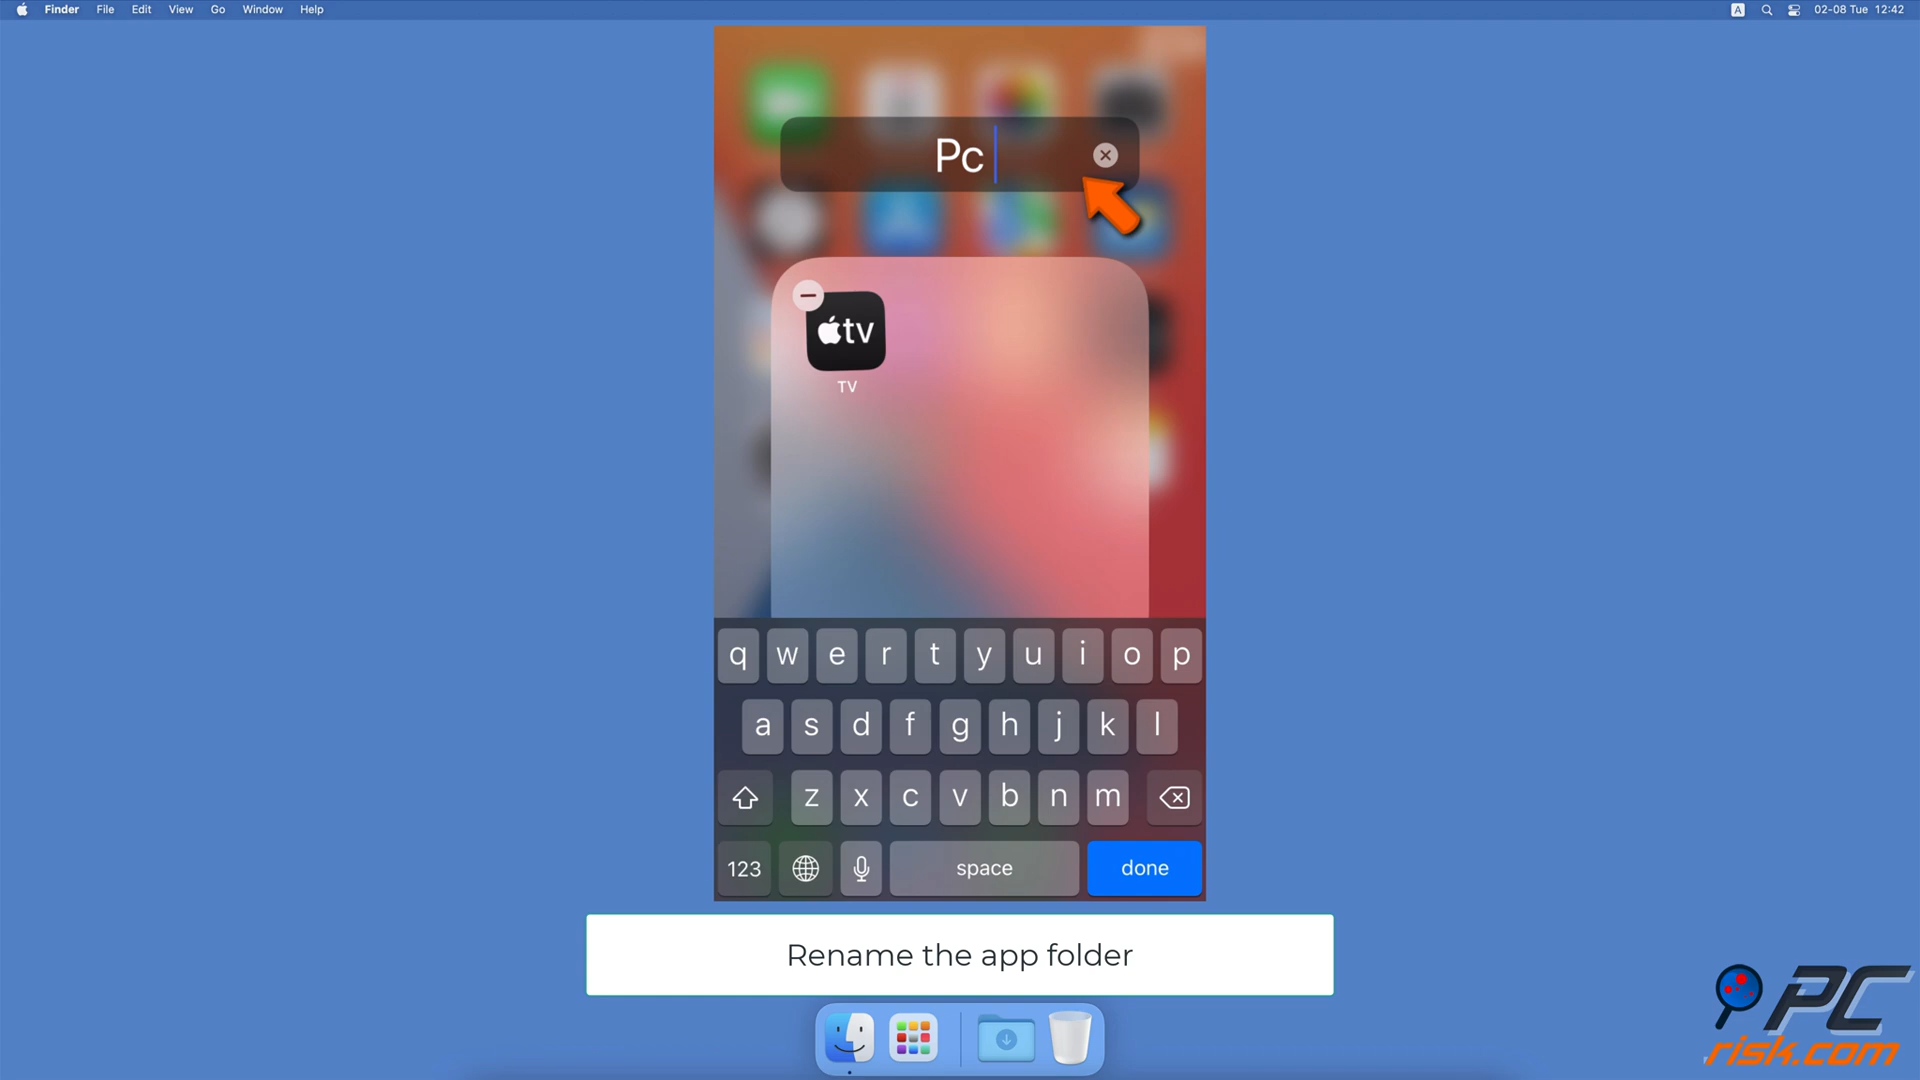 Finder File Edit View Go Window Help
A 02-08 Tue 12:42
Pc
tv
TV
q w e r t y u i o p
a s d f g h j k l
z x c v b n m
123 space done
Rename the app folder
PC
risk.com